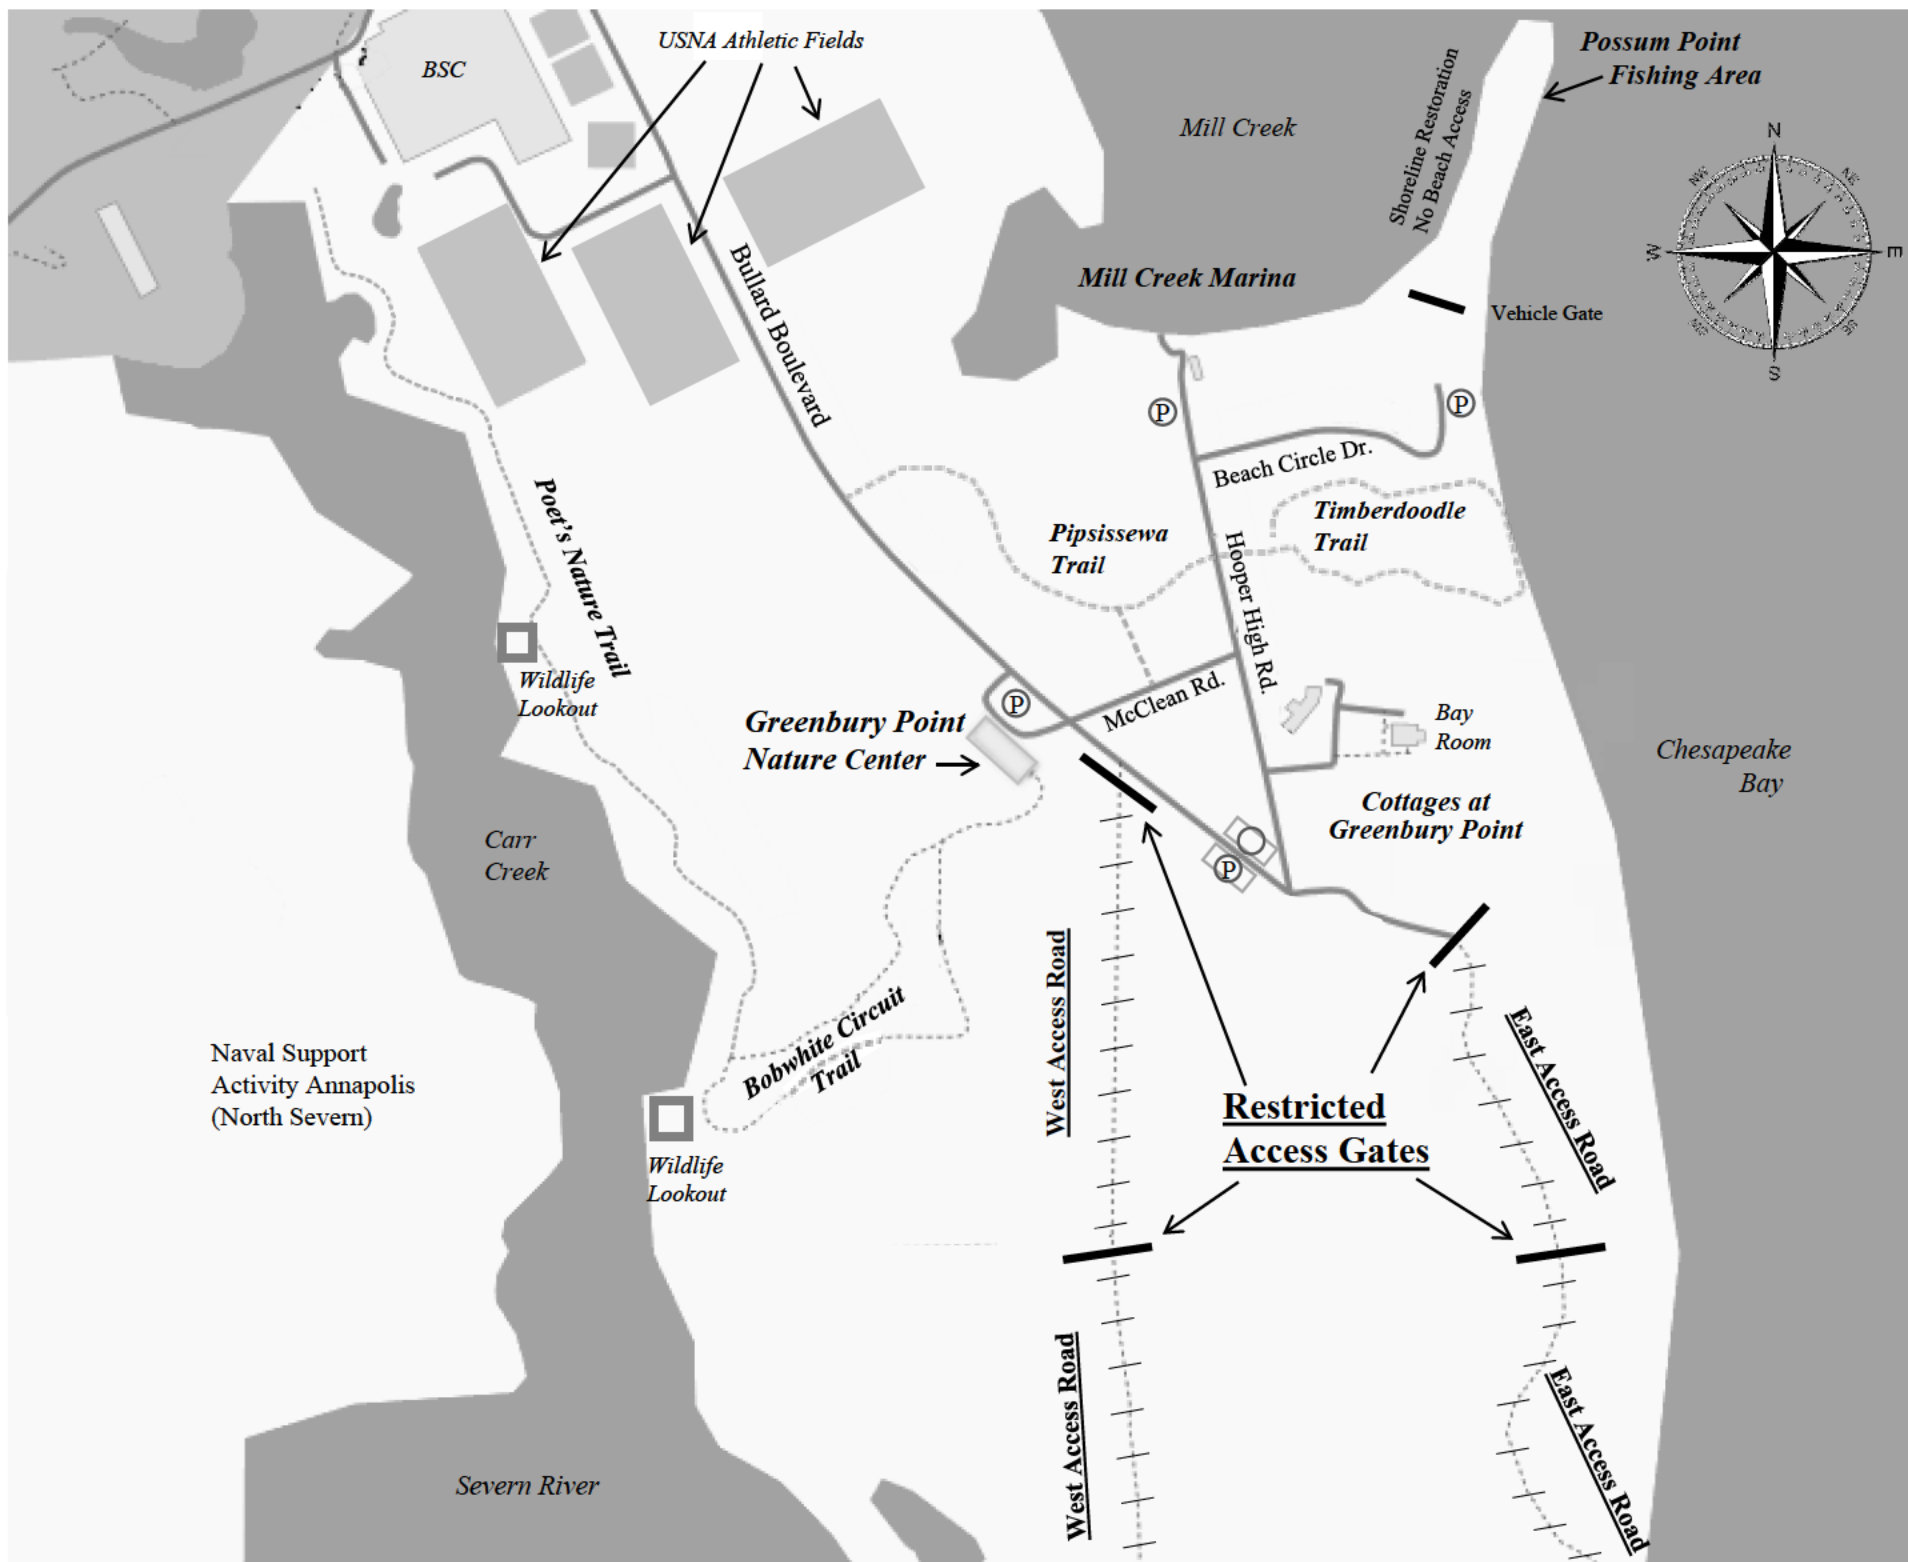 USNA Athletic Fields
BSC
Possum Point
Fishing Area
Mill Creek
Shoreline Restoration
No Beach Access
N
NE
E
SE
S
W
NW
Mill Creek Marina
Vehicle Gate
Bullard Boulevard
P
P
Beach Circle Dr.
Poet's Nature Trail
Pipsissewa
Trail
Timberdoodle
Trail
Hooper High Rd.
Wildlife
Lookout
P
McClean Rd.
Greenbury Point
Nature Center
Bay
Room
Chesapeake
Bay
Cottages at
Greenbury Point
Carr
Creek
P
West Access Road
East Access Road
Bobwhite Circuit
Trail
Naval Support
Activity Annapolis
(North Severn)
Restricted
Access Gates
Wildlife
Lookout
West Access Road
East Access Road
Severn River